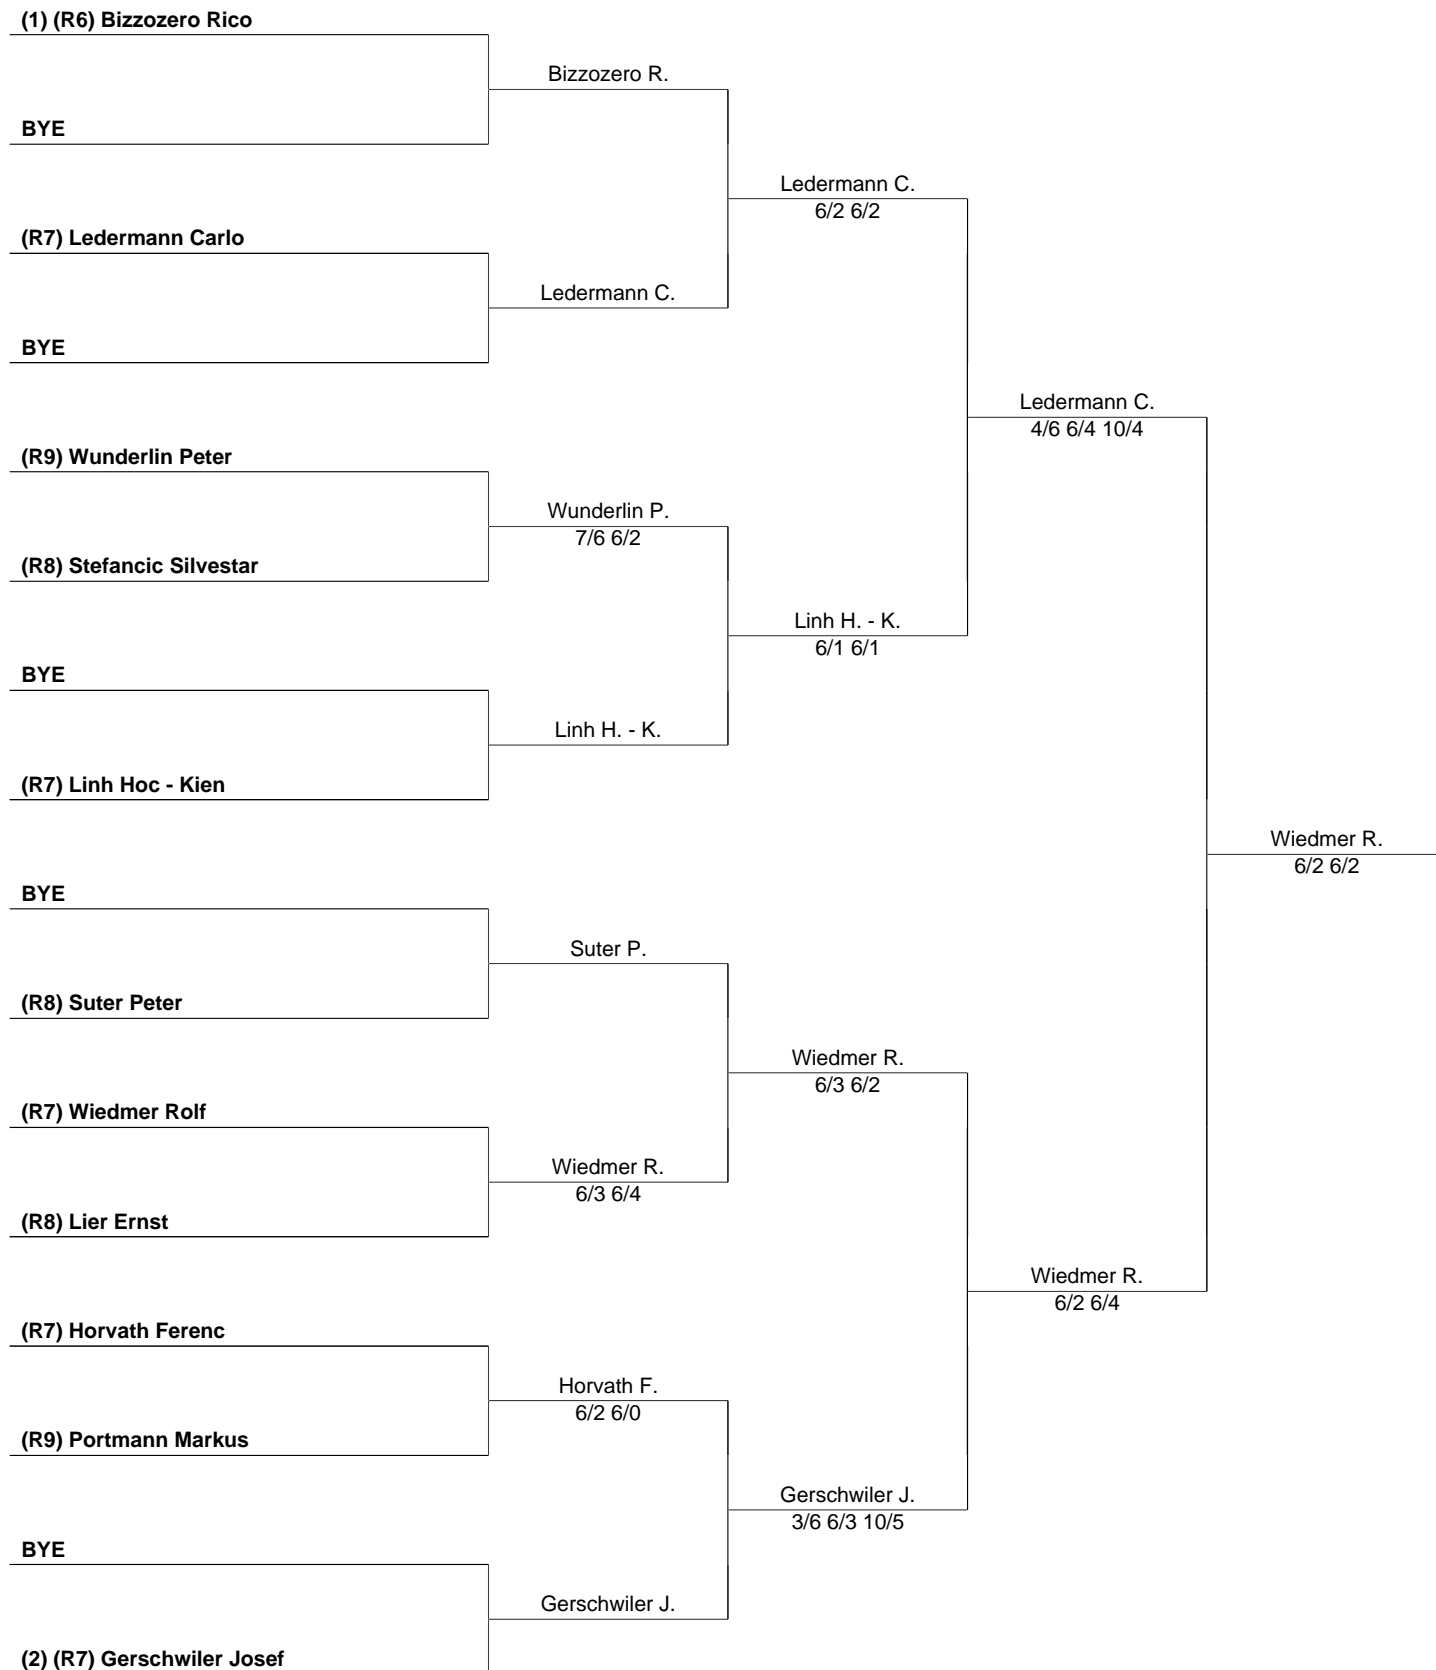 (1) (R6) Bizzozero Rico
Bizzozero R.
BYE
Ledermann C.
6/2 6/2
(R7) Ledermann Carlo
Ledermann C.
BYE
Ledermann C.
4/6 6/4 10/4
(R9) Wunderlin Peter
Wunderlin P.
7/6 6/2
(R8) Stefancic Silvestar
Linh H. - K.
6/1 6/1
BYE
Linh H. - K.
(R7) Linh Hoc - Kien
Wiedmer R.
6/2 6/2
BYE
Suter P.
(R8) Suter Peter
Wiedmer R.
6/3 6/2
(R7) Wiedmer Rolf
Wiedmer R.
6/3 6/4
(R8) Lier Ernst
Wiedmer R.
6/2 6/4
(R7) Horvath Ferenc
Horvath F.
6/2 6/0
(R9) Portmann Markus
Gerschwiler J.
3/6 6/3 10/5
BYE
Gerschwiler J.
(2) (R7) Gerschwiler Josef